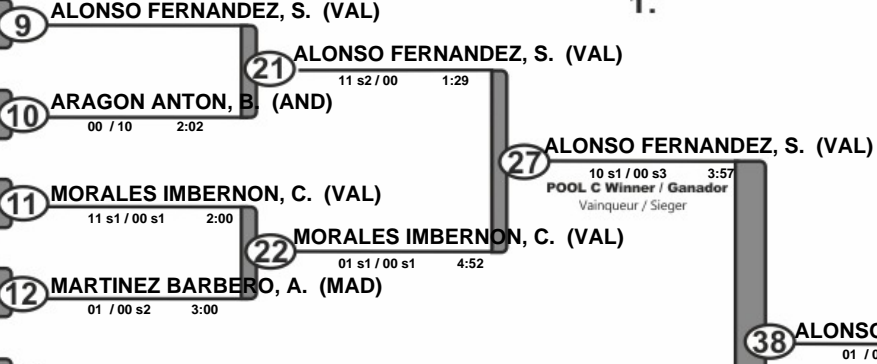 1.
9 ALONSO FERNANDEZ, S. (VAL)
21 ALONSO FERNANDEZ, S. (VAL)
11 s2 / 00 1:29
10 ARAGON ANTON, B. (AND)
00 / 10 2:02
27 ALONSO FERNANDEZ, S. (VAL)
10 s1 / 00 s3 3:57
POOL C Winner / Ganador
Vainqueur / Sieger
11 MORALES IMBERNON, C. (VAL)
11 s1 / 00 s1 2:00
22 MORALES IMBERNON, C. (VAL)
01 s1 / 00 s1 4:52
12 MARTINEZ BARBERO, A. (MAD)
01 / 00 s2 3:00
38 ALONSO
01 / 0